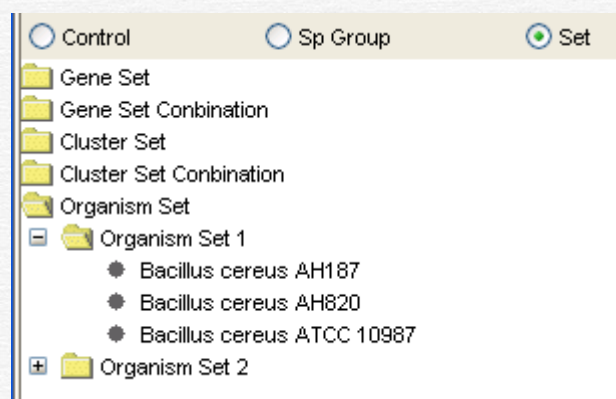 Control Sp Group Set
Gene Set
Gene Set Conbination
Cluster Set
Cluster Set Conbination
Organism Set
Organism Set 1
Bacillus cereus AH187
Bacillus cereus AH820
Bacillus cereus ATCC 10987
Organism Set 2